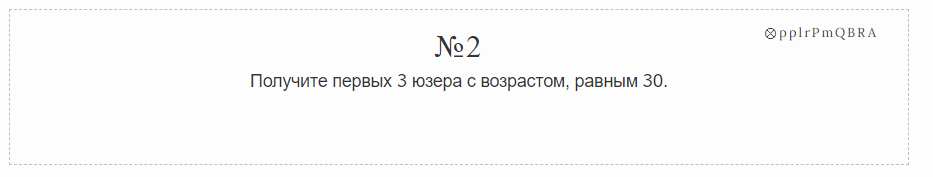 №2
⊗pplrPmQBRA
Получите первых 3 юзера с возрастом, равным 30.